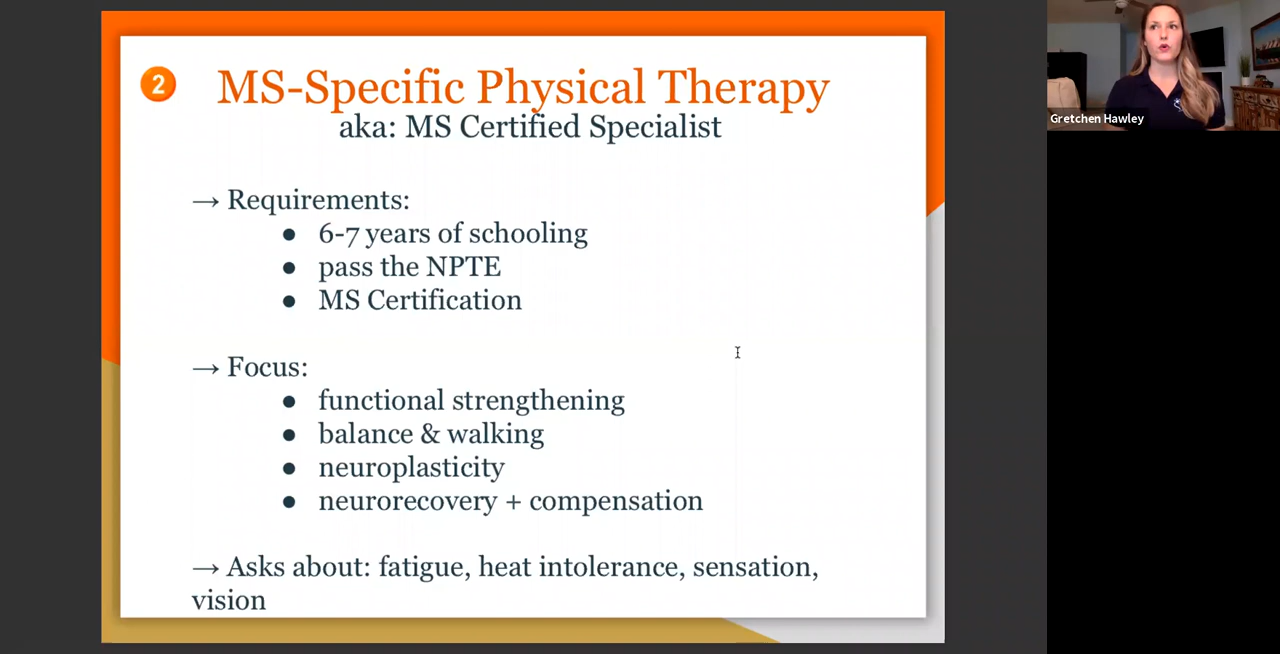 2
MS-Specific Physical Therapy
aka: MS Certified Specialist
→ Requirements:
● 6-7 years of schooling
● pass the NPTE
● MS Certification
→ Focus:
● functional strengthening
● balance & walking
● neuroplasticity
● neurorecovery + compensation
→ Asks about: fatigue, heat intolerance, sensation,
vision
Gretchen Hawley